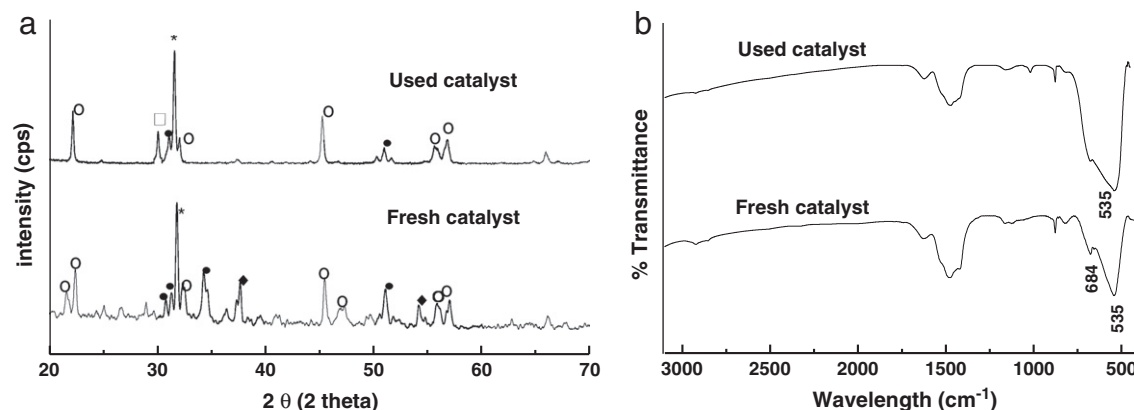 a
*
Used catalyst
O
□
●
O
O
●
O
O
intensity (cps)
*
Fresh catalyst
O
O
●
●
O
●
◆
O
O
●
◆
O
O
20 30 40 50 60 70
2 θ (2 theta)
b
Used catalyst
535
Fresh catalyst
684
535
% Transmittance
3000 2500 2000 1500 1000 500
Wavelength (cm⁻¹)